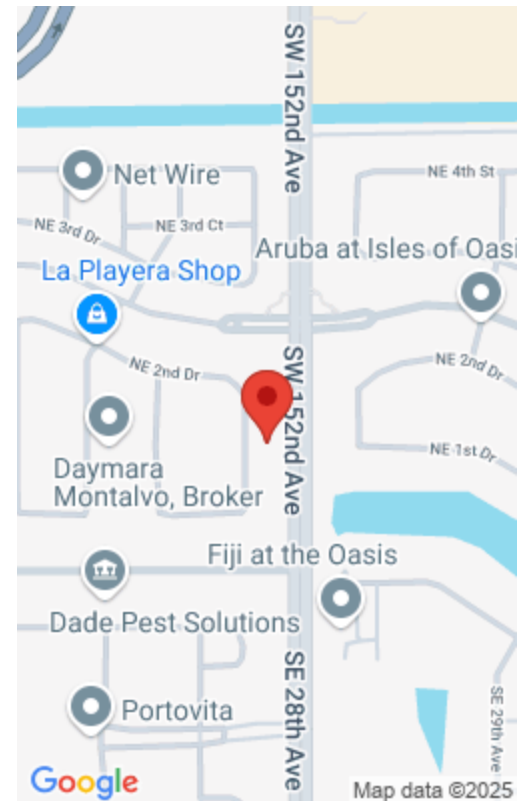 SW 152nd Ave
Net Wire
NE 4th St
NE 3rd Ct
NE 3rd Dr
Aruba at Isles of Oasi
La Playera Shop
NE 2nd Dr
NE 2nd Dr
SW 152nd Ave
NE 1st Dr
Daymara
Montalvo, Broker
Fiji at the Oasis
Dade Pest Solutions
SE 28th Ave
SE 29th Ave
Portovita
Google
Map data ©2025